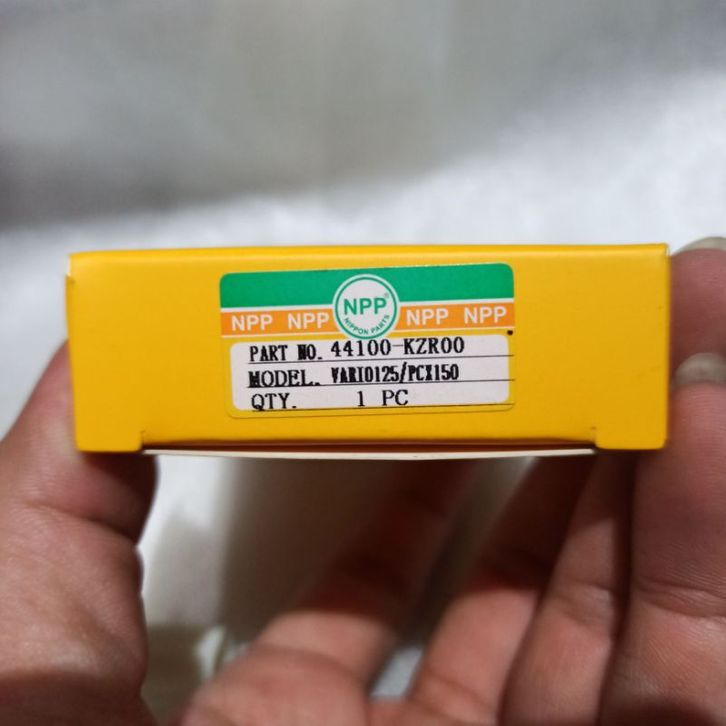 NPP®
NIPPON PARTS
NPP NPP NPP NPP
PART NO. 44100-KZR00
MODEL. VARIO125/PCX150
QTY. 1 PC